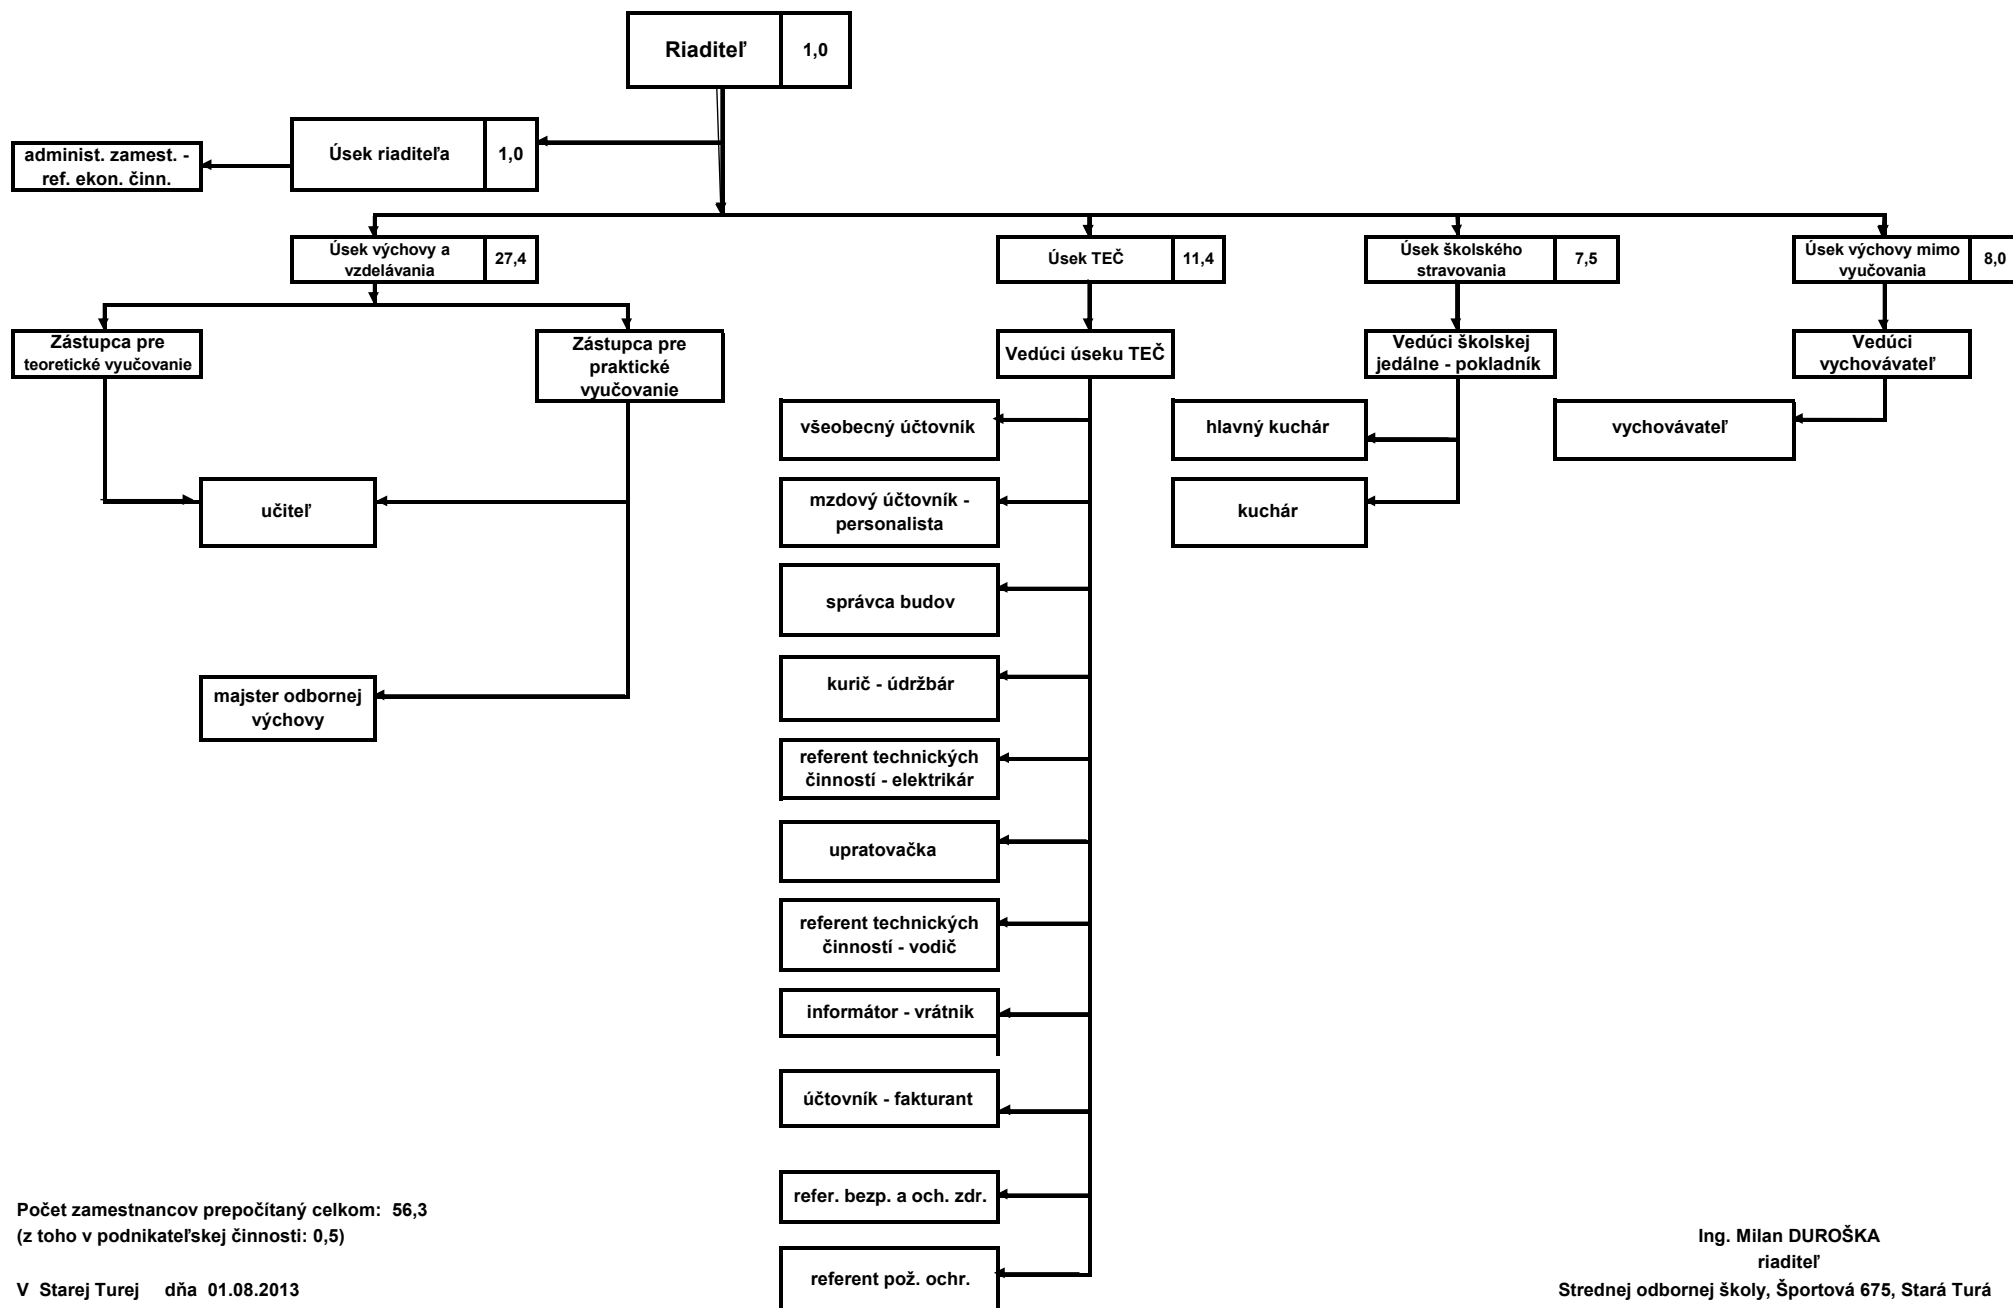 Riaditeľ 1,0
administ. zamest. -
ref. ekon. činn.
Úsek riaditeľa 1,0
Úsek výchovy a
vzdelávania
27,4
Úsek TEČ 11,4
Úsek školského
stravovania
7,5
Úsek výchovy mimo
vyučovania
8,0
Zástupca pre
teoretické vyučovanie
Zástupca pre
praktické
vyučovanie
Vedúci úseku TEČ
Vedúci školskej
jedálne - pokladník
Vedúci
vychovávateľ
všeobecný účtovník
hlavný kuchár
vychovávateľ
učiteľ
mzdový účtovník -
personalista
kuchár
správca budov
majster odbornej
výchovy
kurič - údržbár
referent technických
činností - elektrikár
upratovačka
referent technických
činností - vodič
informátor - vrátnik
účtovník - fakturant
refer. bezp. a och. zdr.
referent pož. ochr.
Počet zamestnancov prepočítaný celkom: 56,3
(z toho v podnikateľskej činnosti: 0,5)
V Starej Turej dňa 01.08.2013
Ing. Milan DUROŠKA
riaditeľ
Strednej odbornej školy, Športová 675, Stará Turá